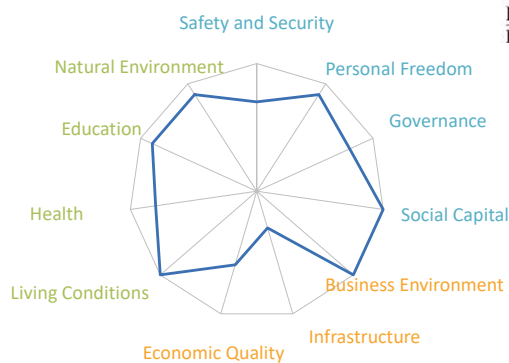 Safety and Security
Natural Environment
Personal Freedom
Education
Governance
Health
Social Capital
Living Conditions
Business Environment
Infrastructure
Economic Quality